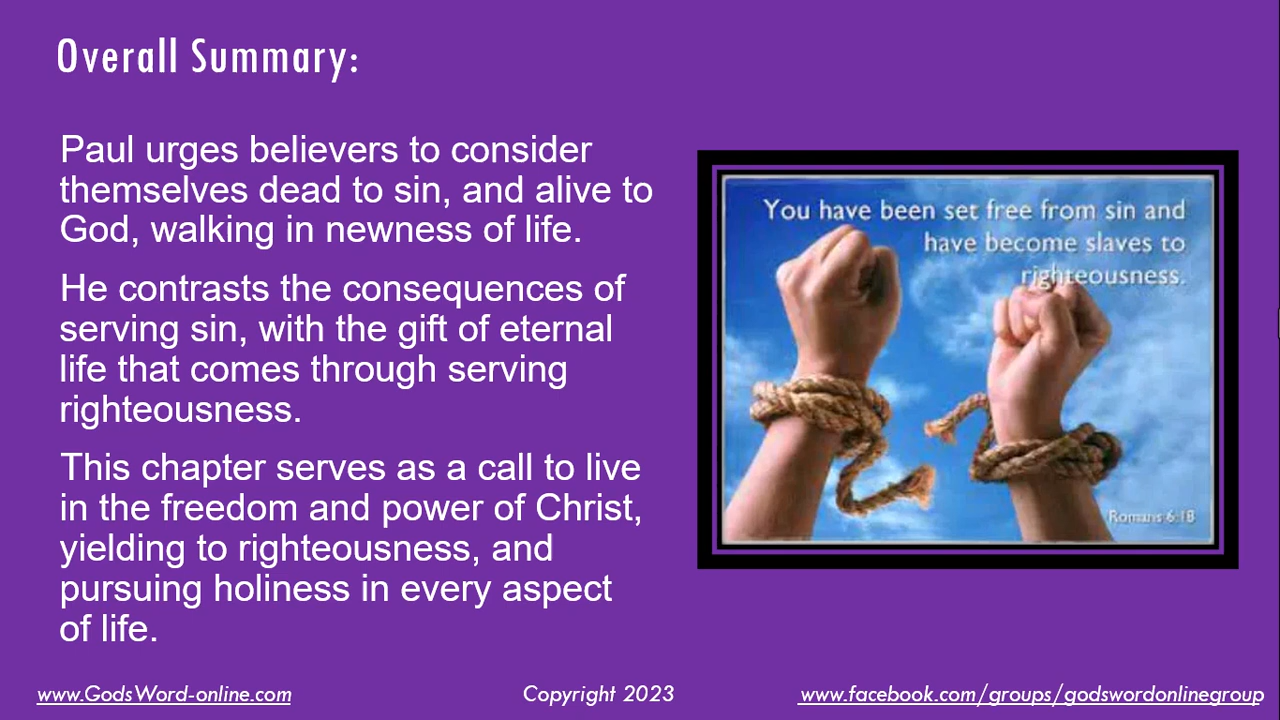 Overall Summary:
Paul urges believers to consider
themselves dead to sin, and alive to
God, walking in newness of life.
He contrasts the consequences of
serving sin, with the gift of eternal
life that comes through serving
righteousness.
This chapter serves as a call to live
in the freedom and power of Christ,
yielding to righteousness, and
pursuing holiness in every aspect
of life.
You have been set free from sin and
have become slaves to
righteousness.
Romans 6:18
www.GodsWord-online.com
Copyright 2023
www.facebook.com/groups/godswordonlinegroup